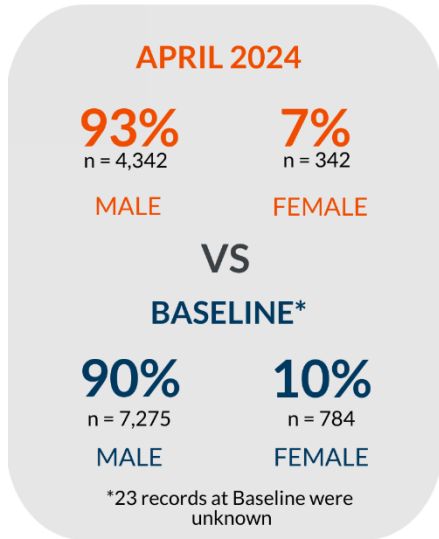 APRIL 2024
93% 7%
n = 4,342 n = 342
MALE FEMALE
VS
BASELINE*
90% 10%
n = 7,275 n = 784
MALE FEMALE
*23 records at Baseline were
unknown